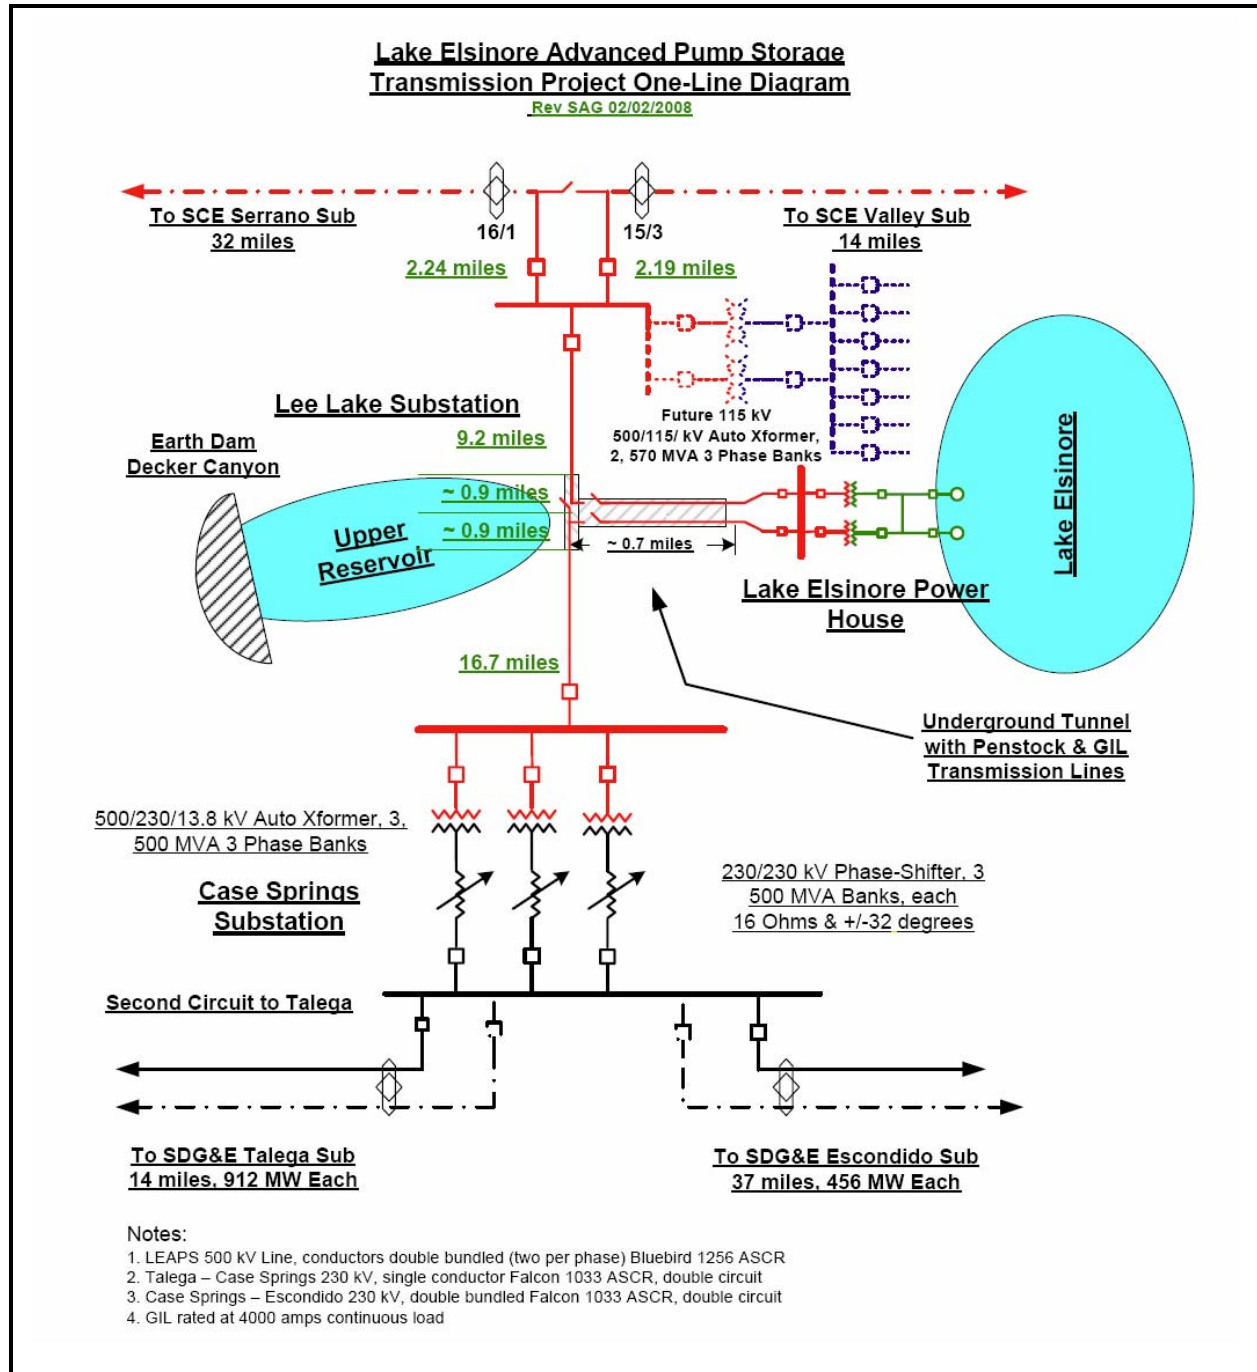 Lake Elsinore Advanced Pump Storage
Transmission Project One-Line Diagram
Rev SAG 02/02/2008
To SCE Serrano Sub
32 miles
16/1
15/3
To SCE Valley Sub
14 miles
2.24 miles
2.19 miles
Lee Lake Substation
9.2 miles
Future 115 kV
500/115/ kV Auto Xformer,
2, 570 MVA 3 Phase Banks
Earth Dam
Decker Canyon
~ 0.9 miles
~ 0.9 miles
~ 0.7 miles
Upper
Reservoir
Lake Elsinore
Lake Elsinore Power
House
16.7 miles
Underground Tunnel
with Penstock & GIL
Transmission Lines
500/230/13.8 kV Auto Xformer, 3,
500 MVA 3 Phase Banks
Case Springs
Substation
230/230 kV Phase-Shifter, 3
500 MVA Banks, each
16 Ohms & +/-32 degrees
Second Circuit to Talega
To SDG&E Talega Sub
14 miles, 912 MW Each
To SDG&E Escondido Sub
37 miles, 456 MW Each
Notes:
1. LEAPS 500 kV Line, conductors double bundled (two per phase) Bluebird 1256 ASCR
2. Talega – Case Springs 230 kV, single conductor Falcon 1033 ASCR, double circuit
3. Case Springs – Escondido 230 kV, double bundled Falcon 1033 ASCR, double circuit
4. GIL rated at 4000 amps continuous load